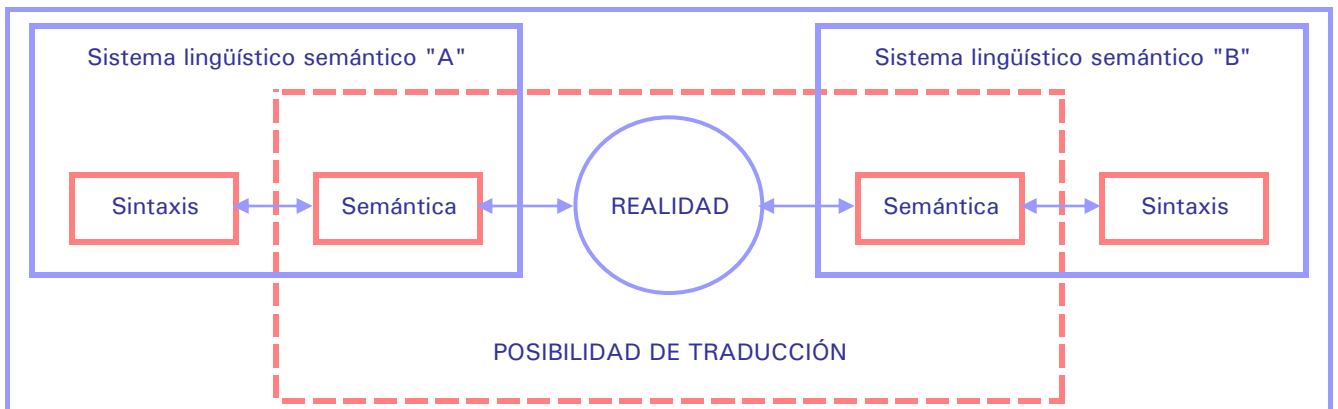 Sistema lingüístico semántico "A"
Sistema lingüístico semántico "B"
Sintaxis
Semántica
REALIDAD
Semántica
Sintaxis
POSIBILIDAD DE TRADUCCIÓN